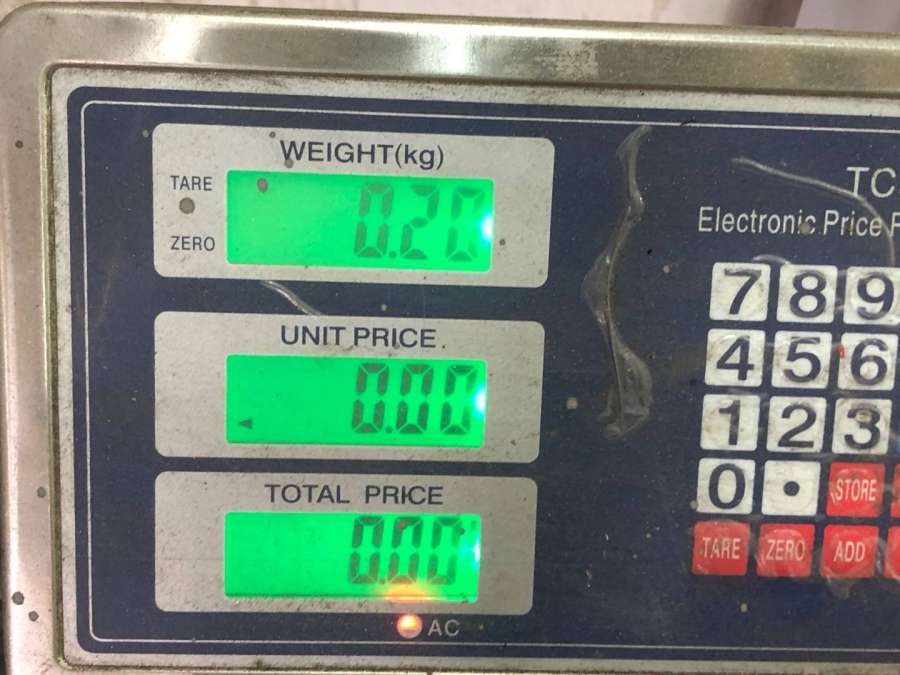 WEIGHT(kg)
TARE
ZERO
0.20
UNIT PRICE
0.00
TOTAL PRICE
0.00
AC
TC
Electronic Price
7 8 9
4 5 6
1 2 3
0 . STORE
TARE ZERO ADD